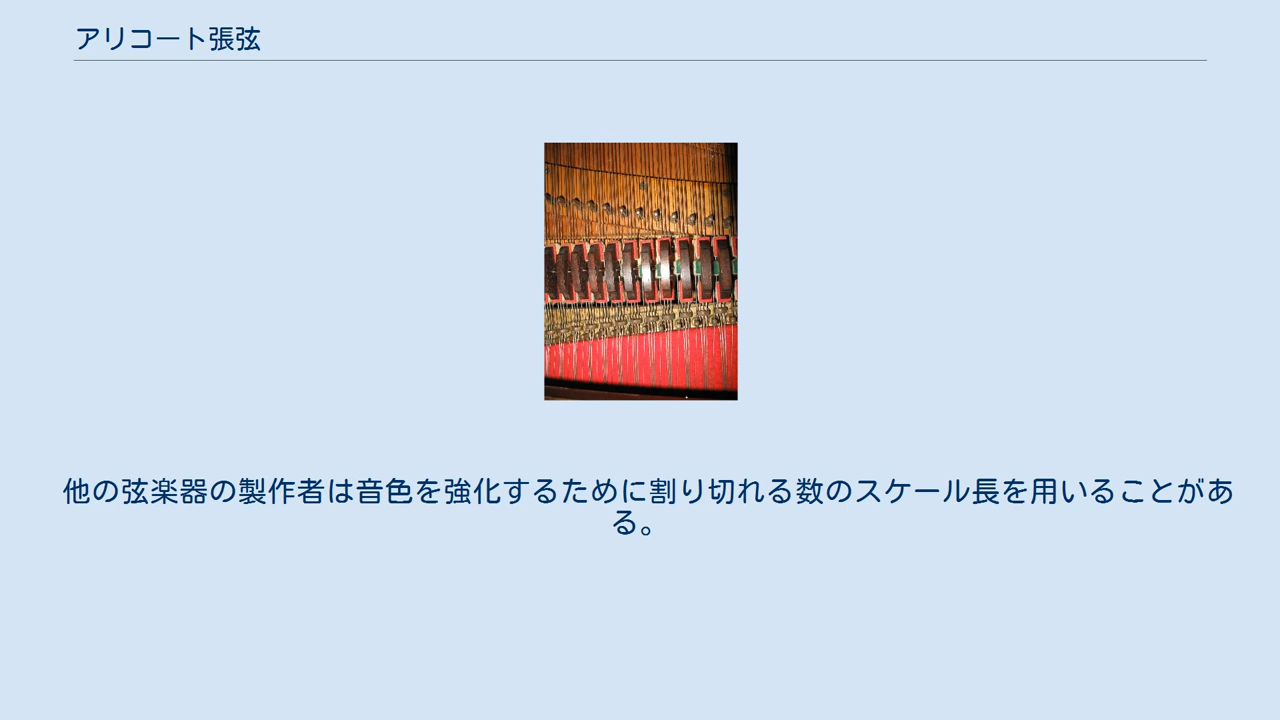 アリコート張弦
他の弦楽器の製作者は音色を強化するために割り切れる数のスケール長を用いることがあ
る。